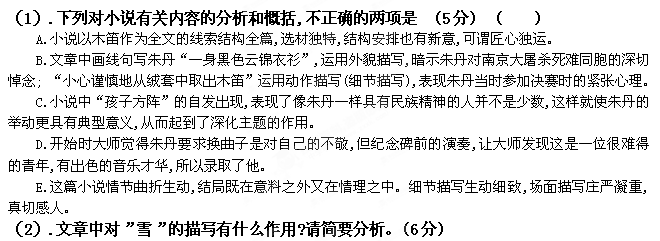 (1).下列对小说有关内容的分析和概括,不正确的两项是 (5分) (    )
A.小说以木笛作为全文的线索结构全篇,选材独特,结构安排也有新意,可谓匠心独运。
B.文章中画线句写朱丹“一身黑色云锦衣衫”,运用外貌描写,暗示朱丹对南京大屠杀死难同胞的深切
悼念; “小心谨慎地从绒套中取出木笛”运用动作描写(细节描写),表现朱丹当时参加决赛时的紧张心理。
C.小说中“孩子方阵”的自发出现,表现了像朱丹一样具有民族精神的人并不是少数,这样就使朱丹的
举动更具有典型意义,从而起到了深化主题的作用。
D.开始时大师觉得朱丹要求换曲子是对自己的不敬,但纪念碑前的演奏,让大师发现这是一位很难得
的青年,有出色的音乐才华,所以录取了他。
E.这篇小说情节曲折生动,结局既在意料之外又在情理之中。细节描写生动细致,场面描写庄严凝重,
真切感人。
(2).文章中对"雪"的描写有什么作用?请简要分析。(6分)